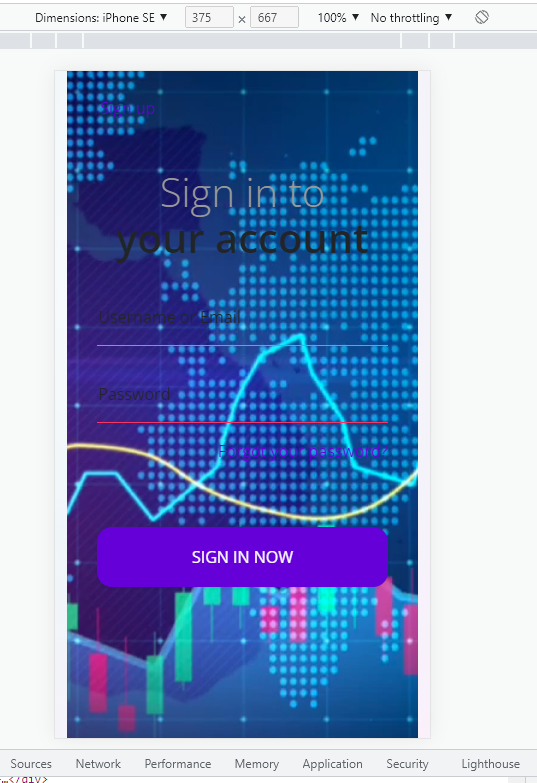 Dimensions: iPhone SE ▼ 375 × 667 100% ▼ No throttling ▼
Sign up
Sign in to
your account
Username or Email
Password
Forgot your password?
SIGN IN NOW
Sources Network Performance Memory Application Security Lighthouse
…</div>